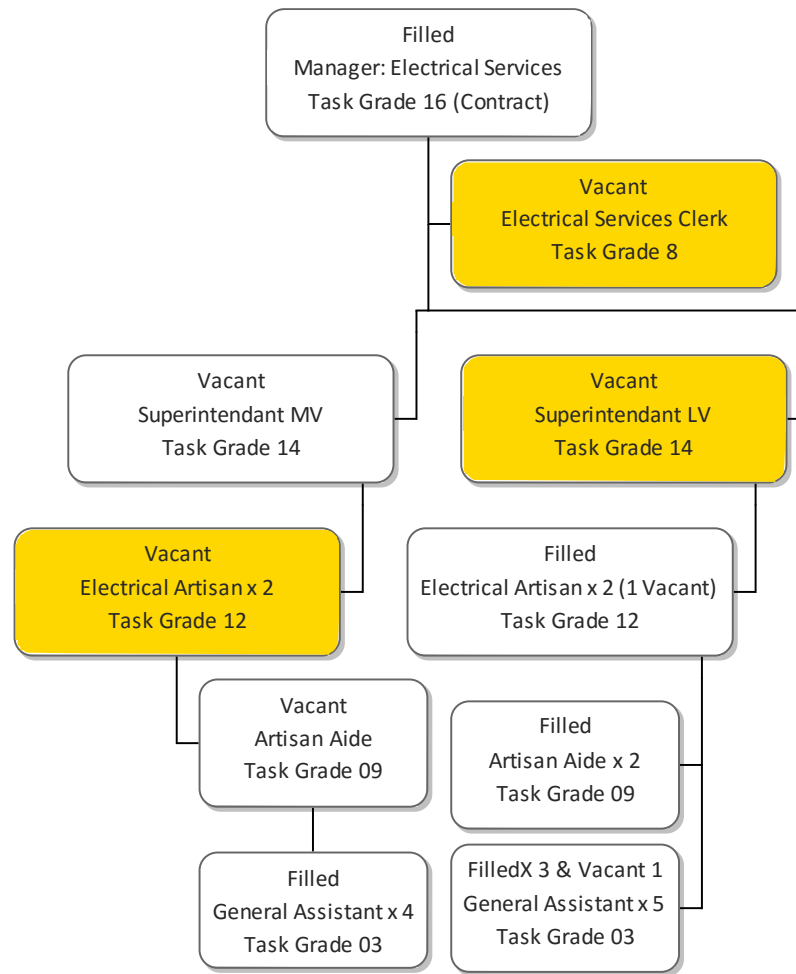 Filled
Manager: Electrical Services
Task Grade 16 (Contract)
Vacant
Electrical Services Clerk
Task Grade 8
Vacant
Superintendant MV
Task Grade 14
Vacant
Superintendant LV
Task Grade 14
Vacant
Electrical Artisan x 2
Task Grade 12
Filled
Electrical Artisan x 2 (1 Vacant)
Task Grade 12
Vacant
Artisan Aide
Task Grade 09
Filled
Artisan Aide x 2
Task Grade 09
Filled
General Assistant x 4
Task Grade 03
FilledX 3 & Vacant 1
General Assistant x 5
Task Grade 03